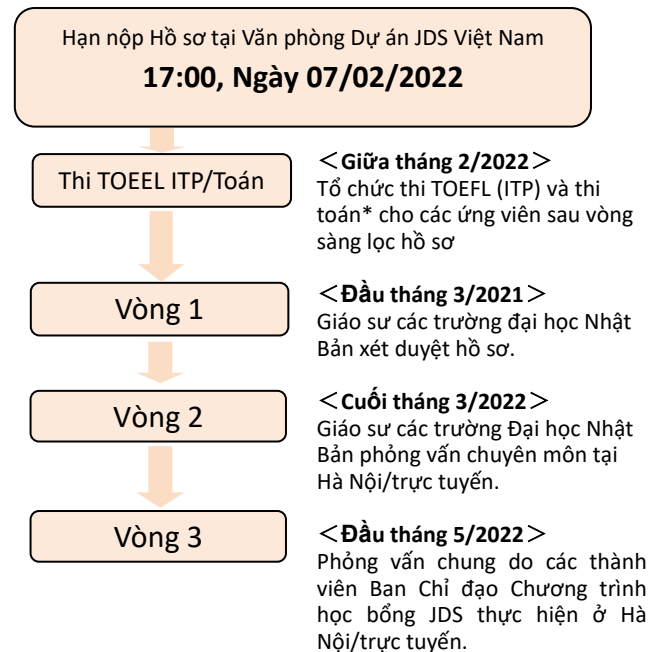 Hạn nộp Hồ sơ tại Văn phòng Dự án JDS Việt Nam
17:00, Ngày 07/02/2022
Thi TOEEL ITP/Toán
＜Giữa tháng 2/2022＞
Tổ chức thi TOEFL (ITP) và thi
toán* cho các ứng viên sau vòng
sàng lọc hồ sơ
Vòng 1
＜Đầu tháng 3/2021＞
Giáo sư các trường đại học Nhật
Bản xét duyệt hồ sơ.
Vòng 2
＜Cuối tháng 3/2022＞
Giáo sư các trường Đại học Nhật
Bản phỏng vấn chuyên môn tại
Hà Nội/trực tuyến.
Vòng 3
＜Đầu tháng 5/2022＞
Phỏng vấn chung do các thành
viên Ban Chỉ đạo Chương trình
học bổng JDS thực hiện ở Hà
Nội/trực tuyến.